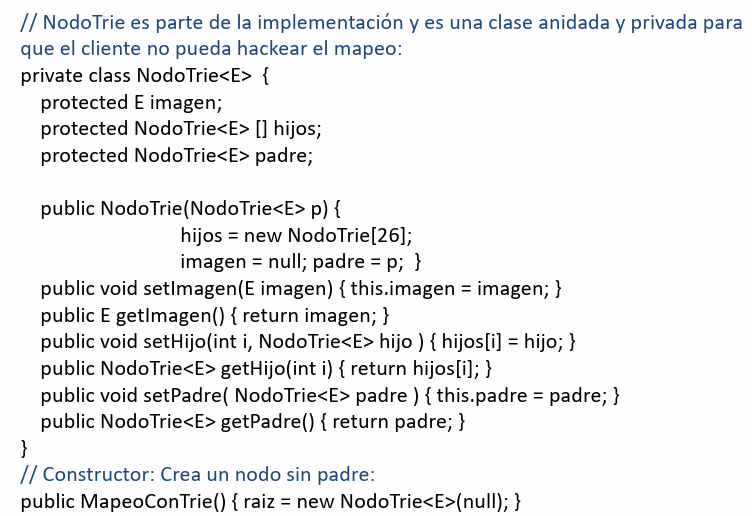 // NodoTrie es parte de la implementación y es una clase anidada y privada para
que el cliente no pueda hackear el mapeo:
private class NodoTrie<E>  {
protected E imagen;
protected NodoTrie<E> [] hijos;
protected NodoTrie<E> padre;
public NodoTrie(NodoTrie<E> p) {
hijos = new NodoTrie[26];
imagen = null; padre = p;  }
public void setImagen(E imagen) { this.imagen = imagen; }
public E getImagen() { return imagen; }
public void setHijo(int i, NodoTrie<E> hijo ) { hijos[i] = hijo; }
public NodoTrie<E> getHijo(int i) { return hijos[i]; }
public void setPadre( NodoTrie<E> padre ) { this.padre = padre; }
public NodoTrie<E> getPadre() { return padre; }
}
// Constructor: Crea un nodo sin padre:
public MapeoConTrie() { raiz = new NodoTrie<E>(null); }